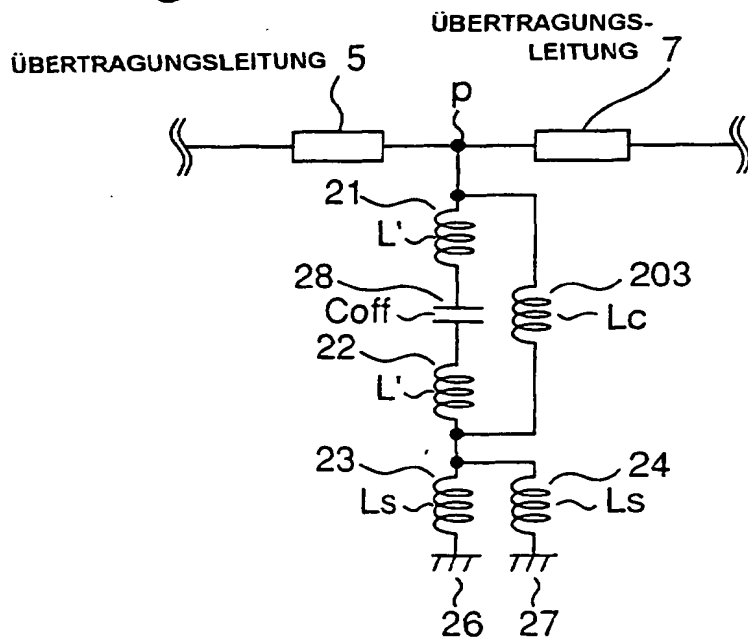 ÜBERTRAGUNGSLEITUNG 5
ÜBERTRAGUNGS-
LEITUNG 7
p
21
L'
28
Coff
203
Lc
22
L'
23
Ls
24
Ls
26
27